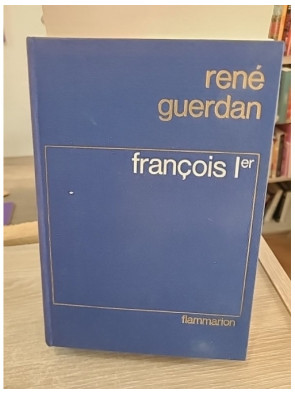 rené
guerdan
françois Ier
flammarion